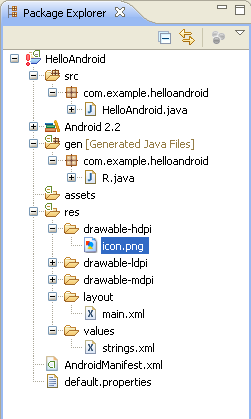 Package Explorer
HelloAndroid
src
com.example.helloandroid
HelloAndroid.java
Android 2.2
gen [Generated Java Files]
com.example.helloandroid
R.java
assets
res
drawable-hdpi
icon.png
drawable-ldpi
drawable-mdpi
layout
main.xml
values
strings.xml
AndroidManifest.xml
default.properties